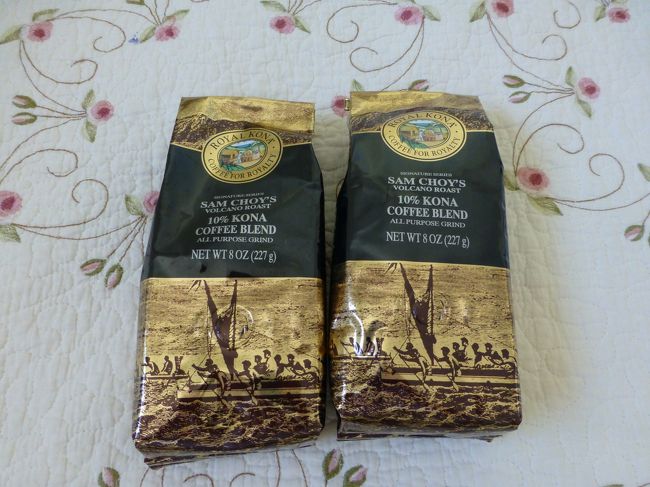 ROYAL KONA
COFFEE FOR ROYALTY
SIGNATURE SERIES
SAM CHOY'S
VOLCANO ROAST
10% KONA
COFFEE BLEND
ALL PURPOSE GRIND
NET WT 8 OZ (227 g)
ROYAL KONA
COFFEE FOR ROYALTY
SIGNATURE SERIES
SAM CHOY'S
VOLCANO ROAST
10% KONA
COFFEE BLEND
ALL PURPOSE GRIND
NET WT 8 OZ (227 g)